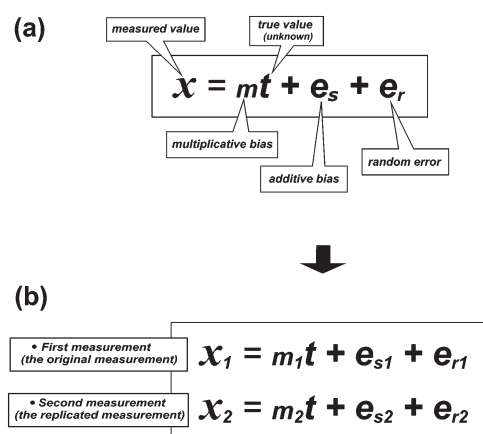 (a)
measured value
true value
(unknown)
x = mt + eₛ + eᵣ
multiplicative bias
additive bias
random error
(b)
• First measurement
(the original measurement)
x₁ = m₁t + eₛ₁ + eᵣ₁
• Second measurement
(the replicated measurement)
x₂ = m₂t + eₛ₂ + eᵣ₂